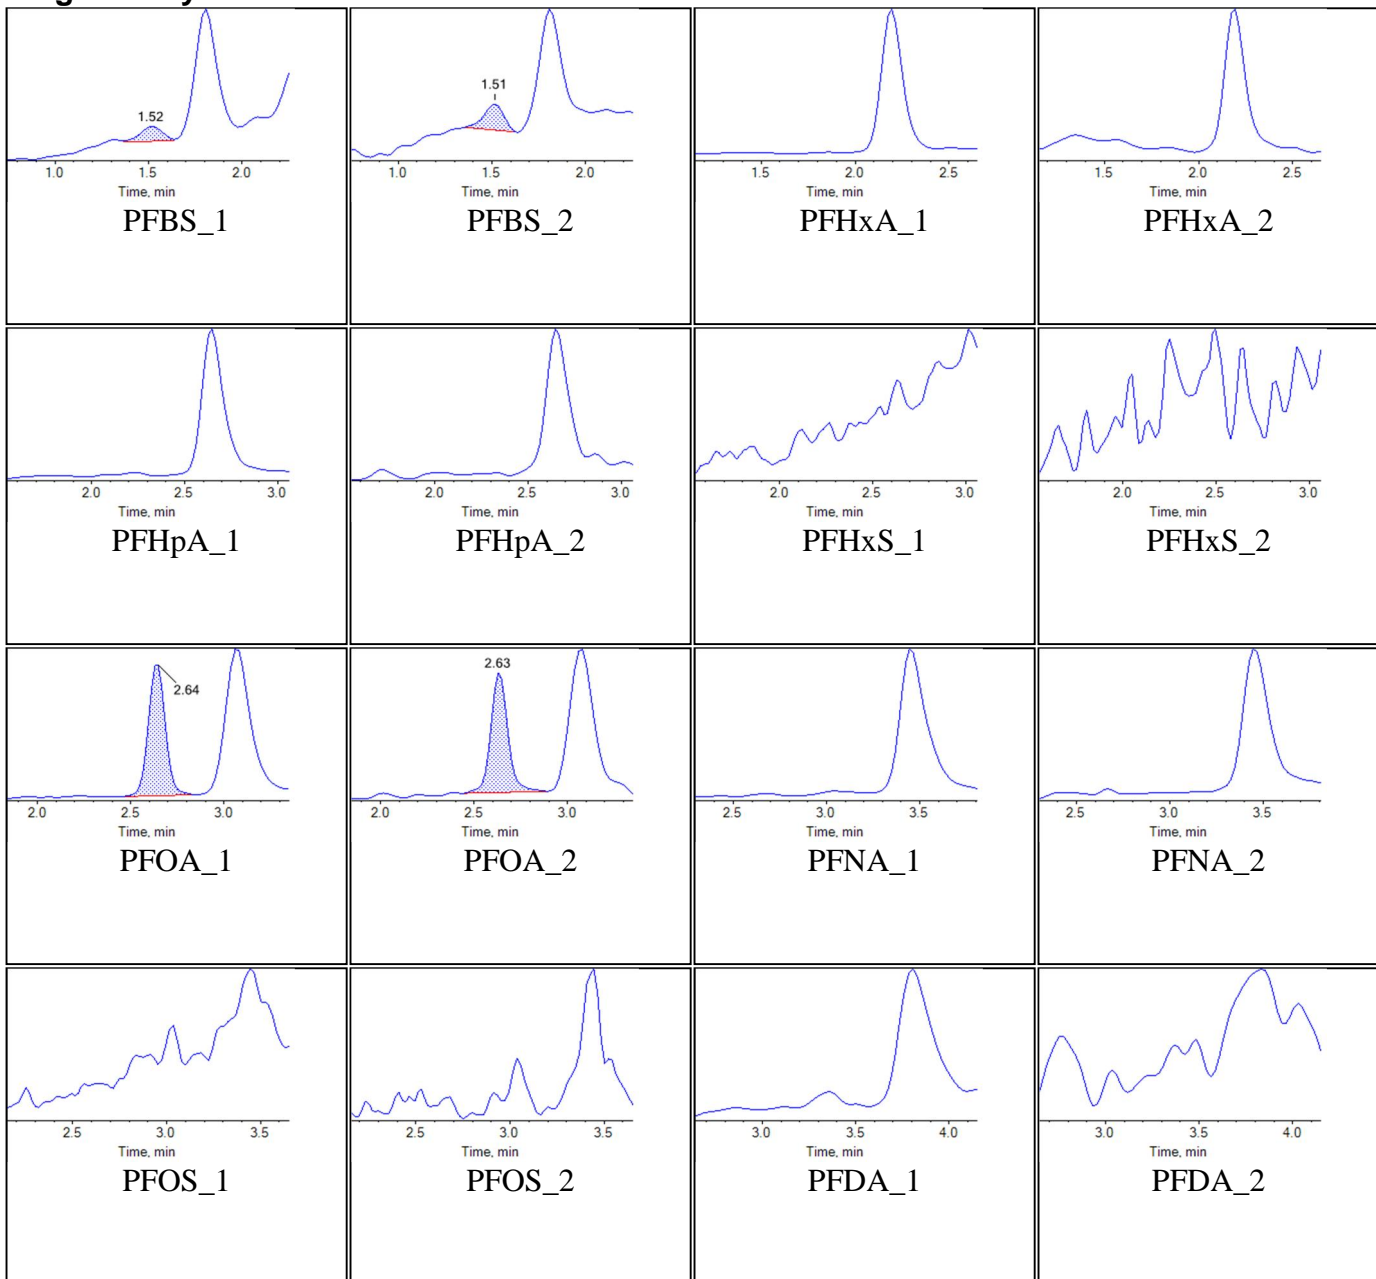 1.52
1.0 1.5 2.0
Time, min
PFBS_1
1.51
1.0 1.5 2.0
Time, min
PFBS_2
1.5 2.0 2.5
Time, min
PFHxA_1
1.5 2.0 2.5
Time, min
PFHxA_2
2.0 2.5 3.0
Time, min
PFHpA_1
2.0 2.5 3.0
Time, min
PFHpA_2
2.0 2.5 3.0
Time, min
PFHxS_1
2.0 2.5 3.0
Time, min
PFHxS_2
2.64
2.0 2.5 3.0
Time, min
PFOA_1
2.63
2.0 2.5 3.0
Time, min
PFOA_2
2.5 3.0 3.5
Time, min
PFNA_1
2.5 3.0 3.5
Time, min
PFNA_2
2.5 3.0 3.5
Time, min
PFOS_1
2.5 3.0 3.5
Time, min
PFOS_2
3.0 3.5 4.0
Time, min
PFDA_1
3.0 3.5 4.0
Time, min
PFDA_2